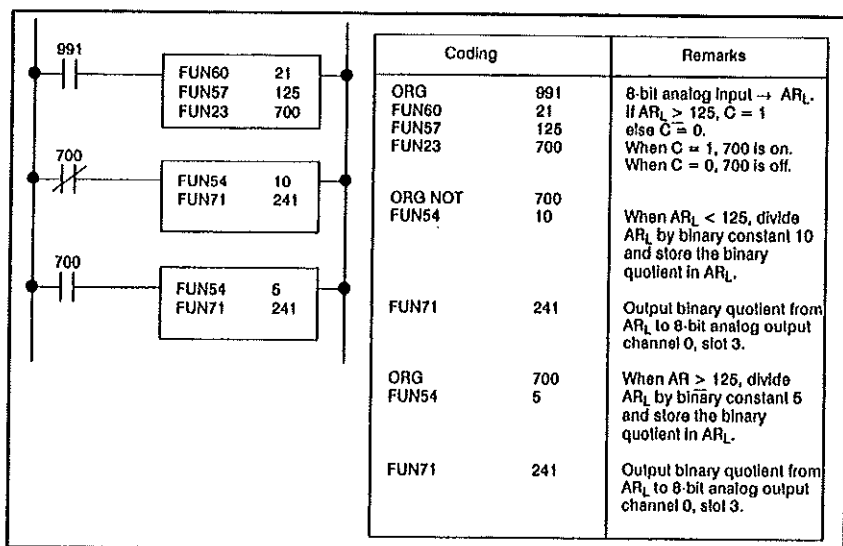 991
FUN60 21
FUN57 125
FUN23 700
700
FUN54 10
FUN71 241
700
FUN54 5
FUN71 241
Coding Remarks
ORG 991 8-bit analog Input → ARL.
FUN60 21 If ARL > 125, C = 1
FUN57 125 else C = 0.
FUN23 700 When C = 1, 700 is on.
When C = 0, 700 is off.
ORG NOT 700
FUN54 10 When ARL < 125, divide
ARL by binary constant 10
and store the binary
quotient in ARL.
FUN71 241 Output binary quotient from
ARL to 8-bit analog output
channel 0, slot 3.
ORG 700 When AR > 125, divide
FUN54 5 ARL by binary constant 5
and store the binary
quotient in ARL.
FUN71 241 Output binary quotient from
ARL to 8-bit analog output
channel 0, slot 3.